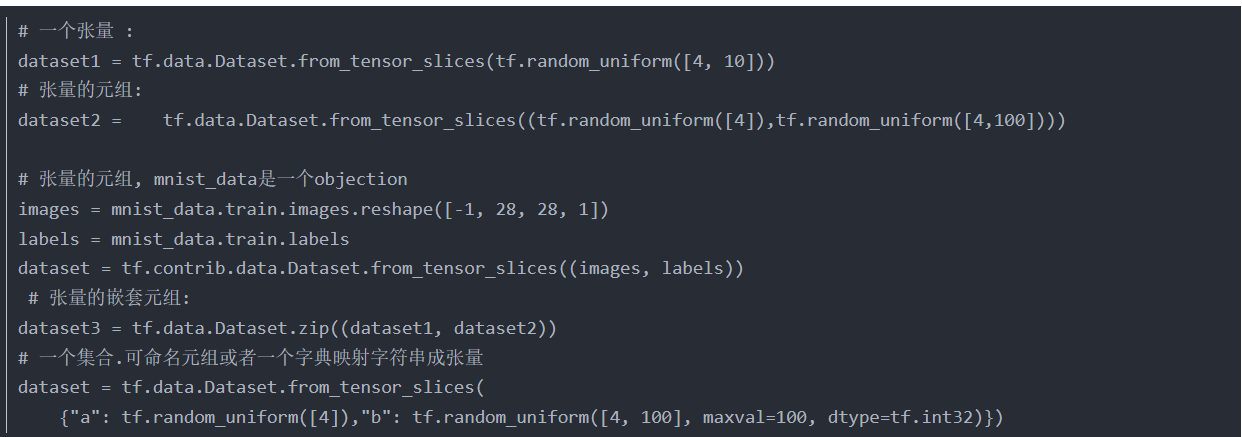 # 一个张量 :
dataset1 = tf.data.Dataset.from_tensor_slices(tf.random_uniform([4, 10]))
# 张量的元组:
dataset2 =    tf.data.Dataset.from_tensor_slices((tf.random_uniform([4]),tf.random_uniform([4,100])))
# 张量的元组, mnist_data是一个objection
images = mnist_data.train.images.reshape([-1, 28, 28, 1])
labels = mnist_data.train.labels
dataset = tf.contrib.data.Dataset.from_tensor_slices((images, labels))
 # 张量的嵌套元组:
dataset3 = tf.data.Dataset.zip((dataset1, dataset2))
# 一个集合.可命名元组或者一个字典映射字符串成张量
dataset = tf.data.Dataset.from_tensor_slices(
    {"a": tf.random_uniform([4]),"b": tf.random_uniform([4, 100], maxval=100, dtype=tf.int32)})